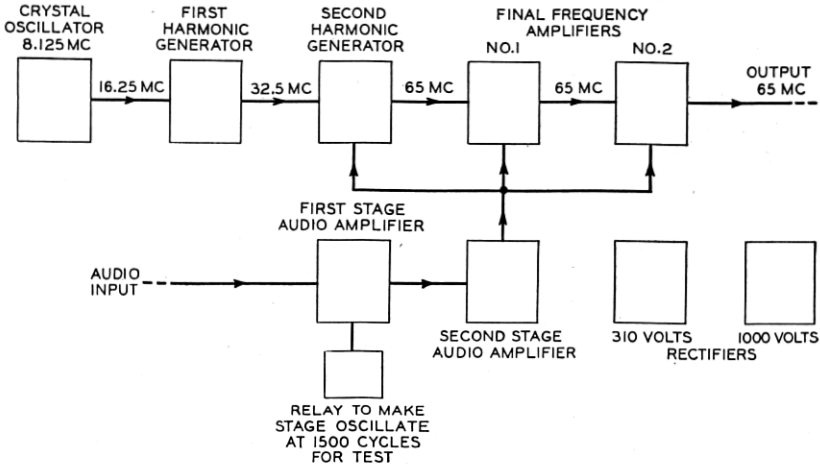 CRYSTAL
OSCILLATOR
8.125 MC
FIRST
HARMONIC
GENERATOR
SECOND
HARMONIC
GENERATOR
FINAL FREQUENCY
AMPLIFIERS
NO.1
NO.2
16.25 MC
32.5 MC
65 MC
65 MC
OUTPUT
65 MC
FIRST STAGE
AUDIO AMPLIFIER
AUDIO
INPUT
SECOND STAGE
AUDIO AMPLIFIER
310 VOLTS
1000 VOLTS
RECTIFIERS
RELAY TO MAKE
STAGE OSCILLATE
AT 1500 CYCLES
FOR TEST